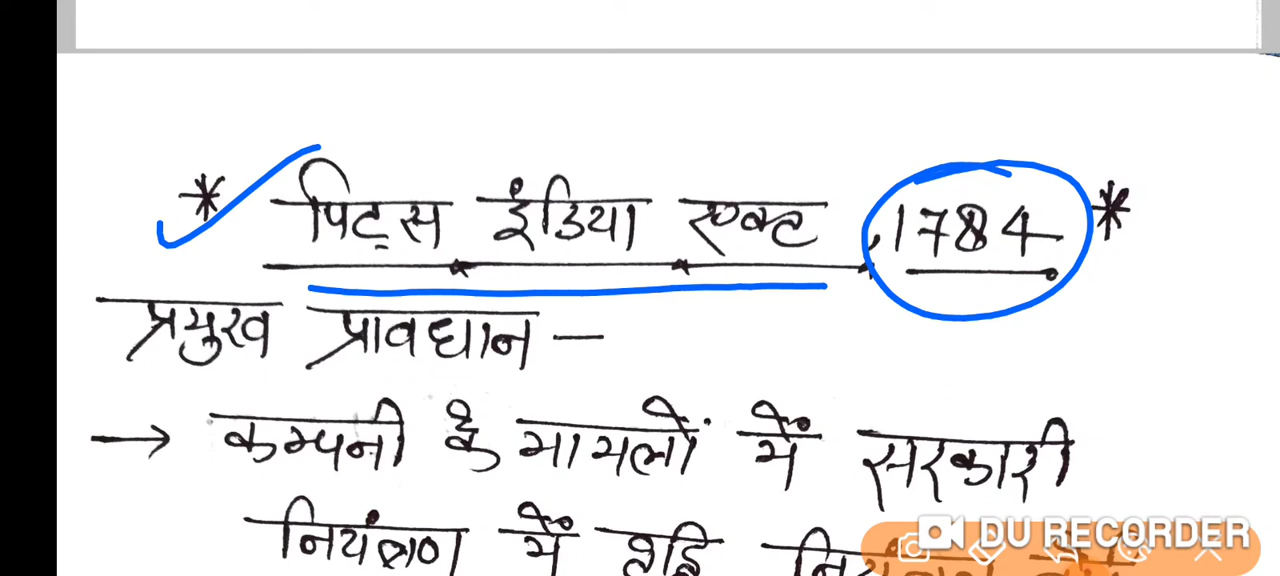 * पिट्स इंडिया एक्ट, 1784 *
प्रमुख प्रावधान –
→ कम्पनी के मामलों में सरकारी
नियंत्रण में वृद्धि
DU RECORDER